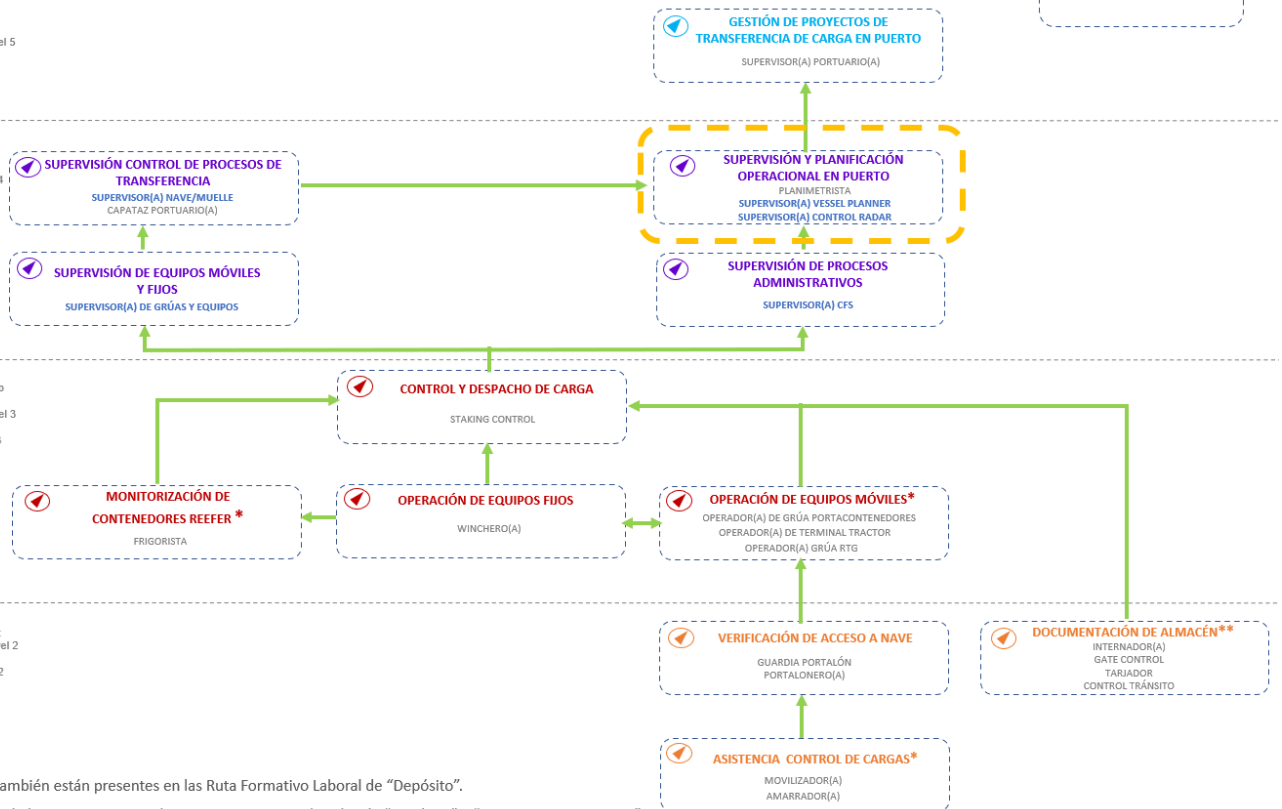 el 5
GESTIÓN DE PROYECTOS DE
TRANSFERENCIA DE CARGA EN PUERTO
SUPERVISOR(A) PORTUARIO(A)
4
SUPERVISIÓN CONTROL DE PROCESOS DE
TRANSFERENCIA
SUPERVISOR(A) NAVE/MUELLE
CAPATAZ PORTUARIO(A)
SUPERVISIÓN Y PLANIFICACIÓN
OPERACIONAL EN PUERTO
PLANIMETRISTA
SUPERVISOR(A) VESSEL PLANNER
SUPERVISOR(A) CONTROL RADAR
SUPERVISIÓN DE EQUIPOS MÓVILES
Y FIJOS
SUPERVISOR(A) DE GRÚAS Y EQUIPOS
SUPERVISIÓN DE PROCESOS
ADMINISTRATIVOS
SUPERVISOR(A) CFS
el 3
CONTROL Y DESPACHO DE CARGA
STAKING CONTROL
MONITORIZACIÓN DE
CONTENEDORES REEFER *
FRIGORISTA
OPERACIÓN DE EQUIPOS FIJOS
WINCHERO(A)
OPERACIÓN DE EQUIPOS MÓVILES*
OPERADOR(A) DE GRÚA PORTACONTENEDORES
OPERADOR(A) DE TERMINAL TRACTOR
OPERADOR(A) GRÚA RTG
el 2
2
VERIFICACIÓN DE ACCESO A NAVE
GUARDIA PORTALÓN
PORTALONERO(A)
DOCUMENTACIÓN DE ALMACÉN**
INTERNADOR(A)
GATE CONTROL
TARJADOR
CONTROL TRÁNSITO
ASISTENCIA CONTROL DE CARGAS*
MOVILIZADOR(A)
AMARRADOR(A)
ambién están presentes en las Ruta Formativo Laboral de “Depósito”.